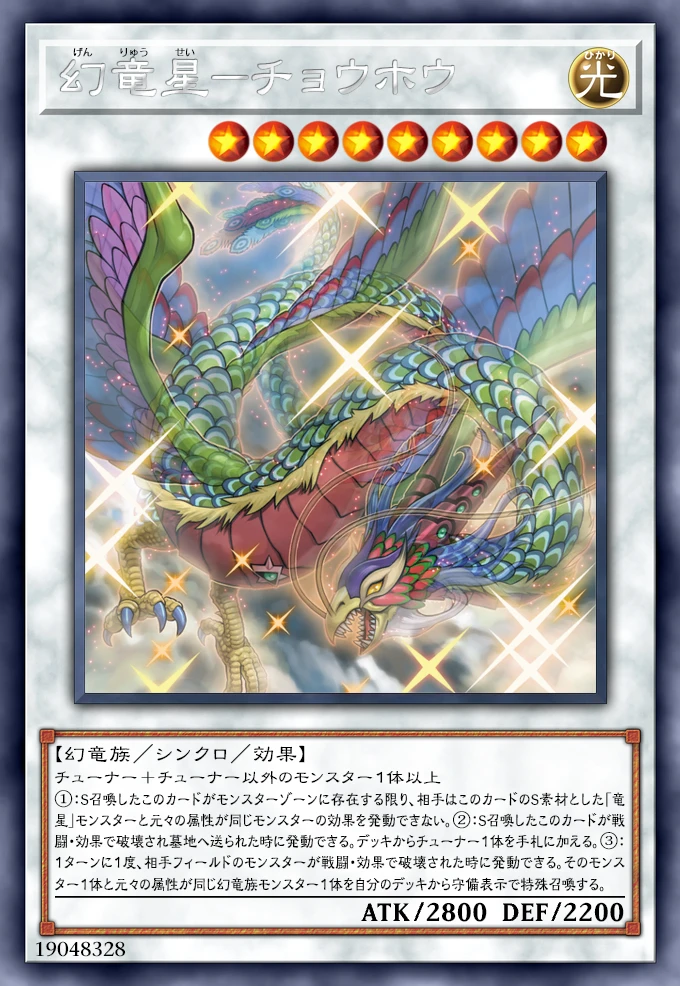 げん りゅう せい
幻竜星－チョウホウ
ひかり
光
【幻竜族／シンクロ／効果】
チューナー＋チューナー以外のモンスター1体以上
①：S召喚したこのカードがモンスターゾーンに存在する限り、相手はこのカードのS素材とした「竜
星」モンスターと元々の属性が同じモンスターの効果を発動できない。②：S召喚したこのカードが戦
闘・効果で破壊され墓地へ送られた時に発動できる。デッキからチューナー1体を手札に加える。③：
1ターンに1度、相手フィールドのモンスターが戦闘・効果で破壊された時に発動できる。そのモンス
ター1体と元々の属性が同じ幻竜族モンスター1体を自分のデッキから守備表示で特殊召喚する。
ATK/2800 DEF/2200
19048328